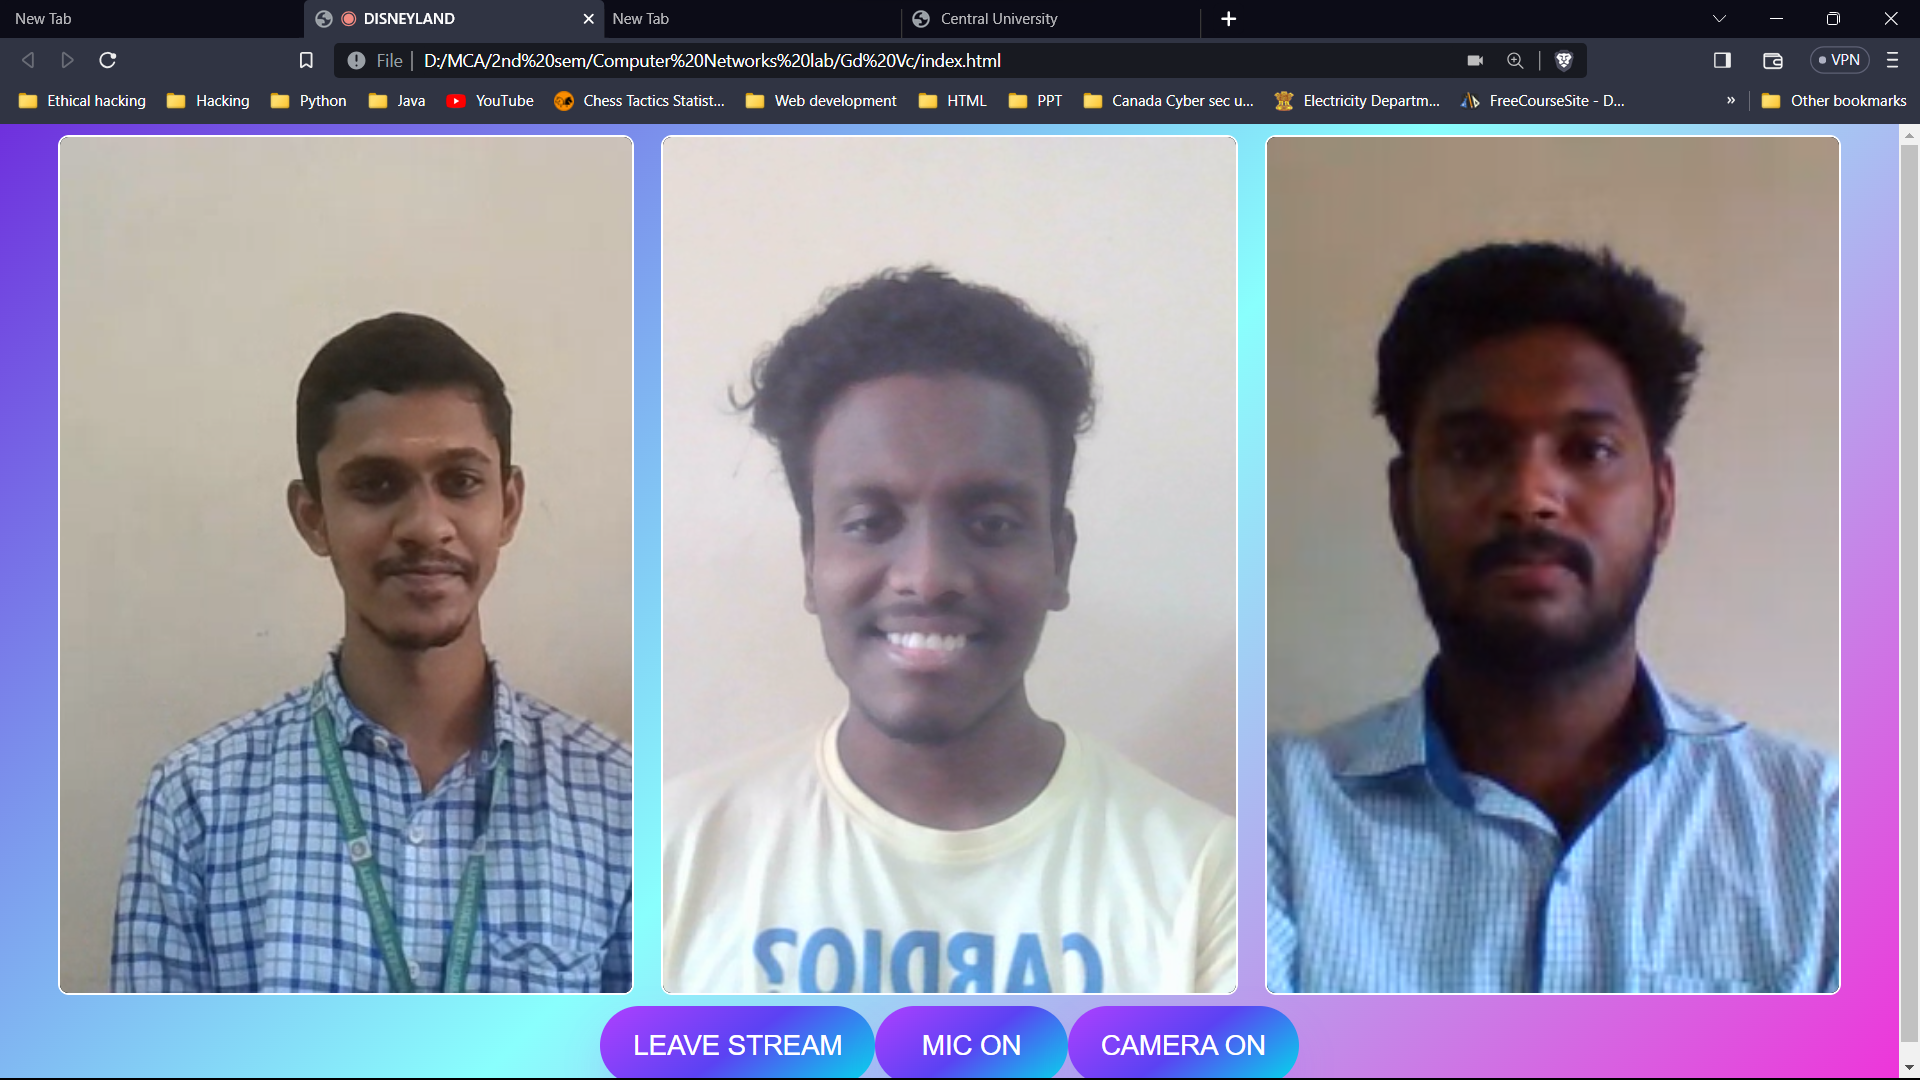 New Tab
DISNEYLAND
New Tab
Central University
File D:/MCA/2nd%20sem/Computer%20Networks%20lab/Gd%20Vc/index.html
VPN
Ethical hacking Hacking Python Java YouTube Chess Tactics Statist... Web development HTML PPT Canada Cyber sec u... Electricity Departm... FreeCourseSite - D... » Other bookmarks
CARDIO?
LEAVE STREAM
MIC ON
CAMERA ON